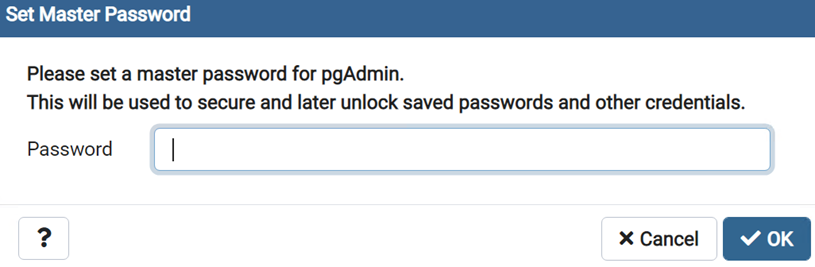 Set Master Password
Please set a master password for pgAdmin.
This will be used to secure and later unlock saved passwords and other credentials.
Password
? Cancel OK